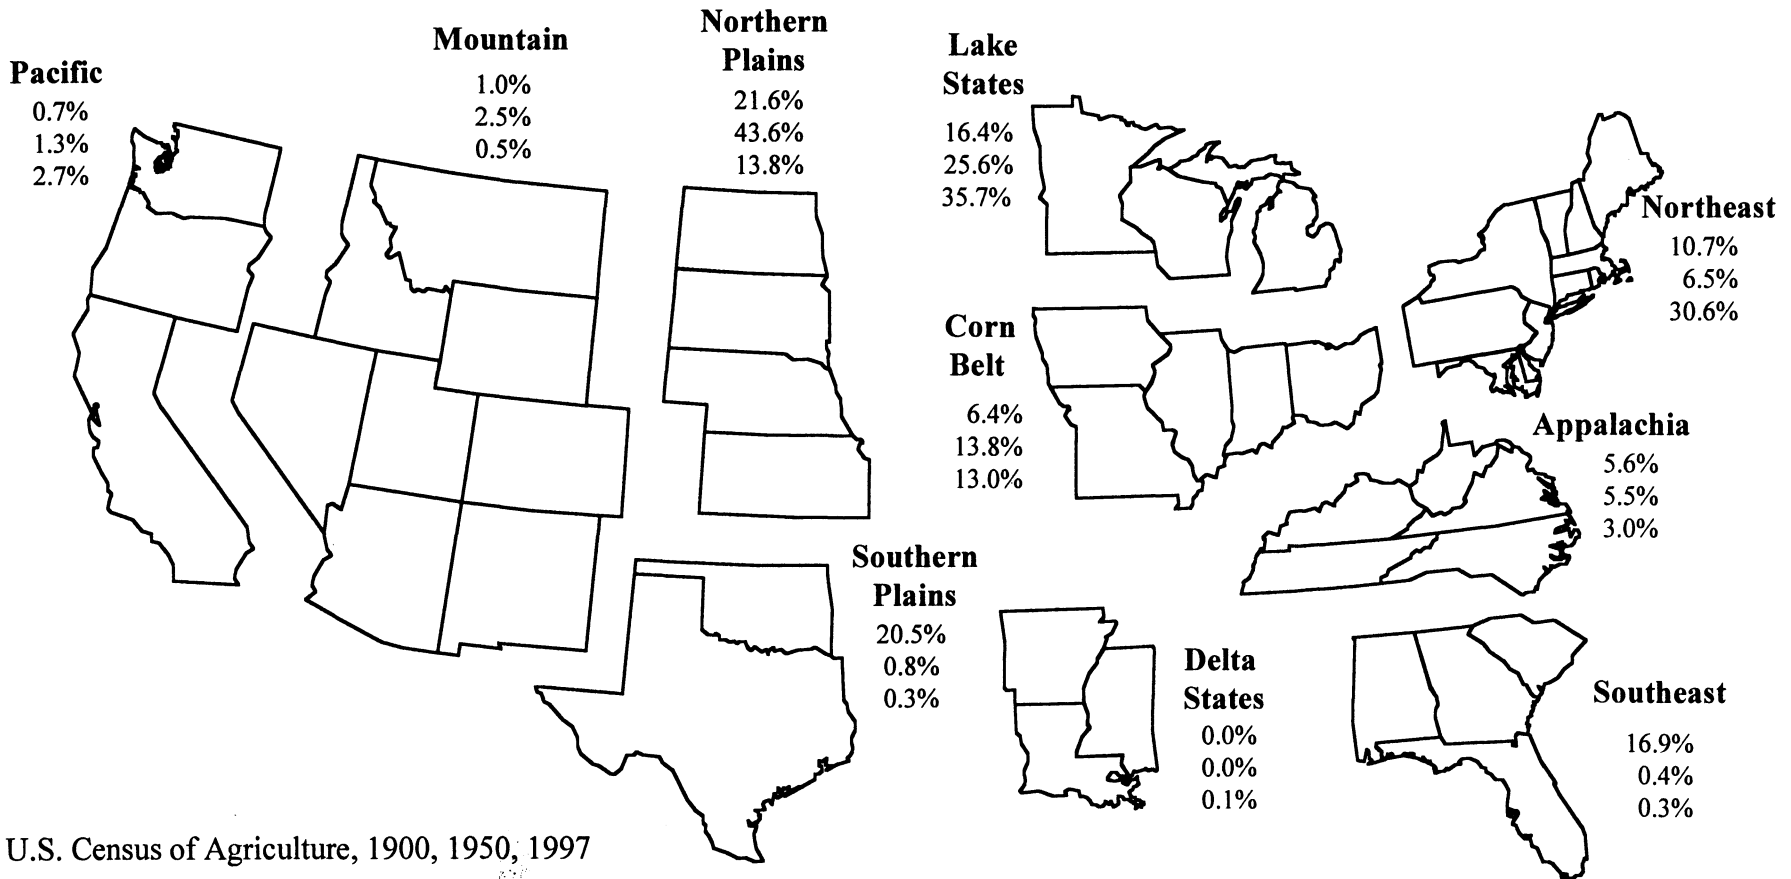 Pacific
0.7%
1.3%
2.7%
Mountain
1.0%
2.5%
0.5%
Northern
Plains
21.6%
43.6%
13.8%
Lake
States
16.4%
25.6%
35.7%
Northeast
10.7%
6.5%
30.6%
Corn
Belt
6.4%
13.8%
13.0%
Appalachia
5.6%
5.5%
3.0%
Southern
Plains
20.5%
0.8%
0.3%
Delta
States
0.0%
0.0%
0.1%
Southeast
16.9%
0.4%
0.3%
U.S. Census of Agriculture, 1900, 1950, 1997